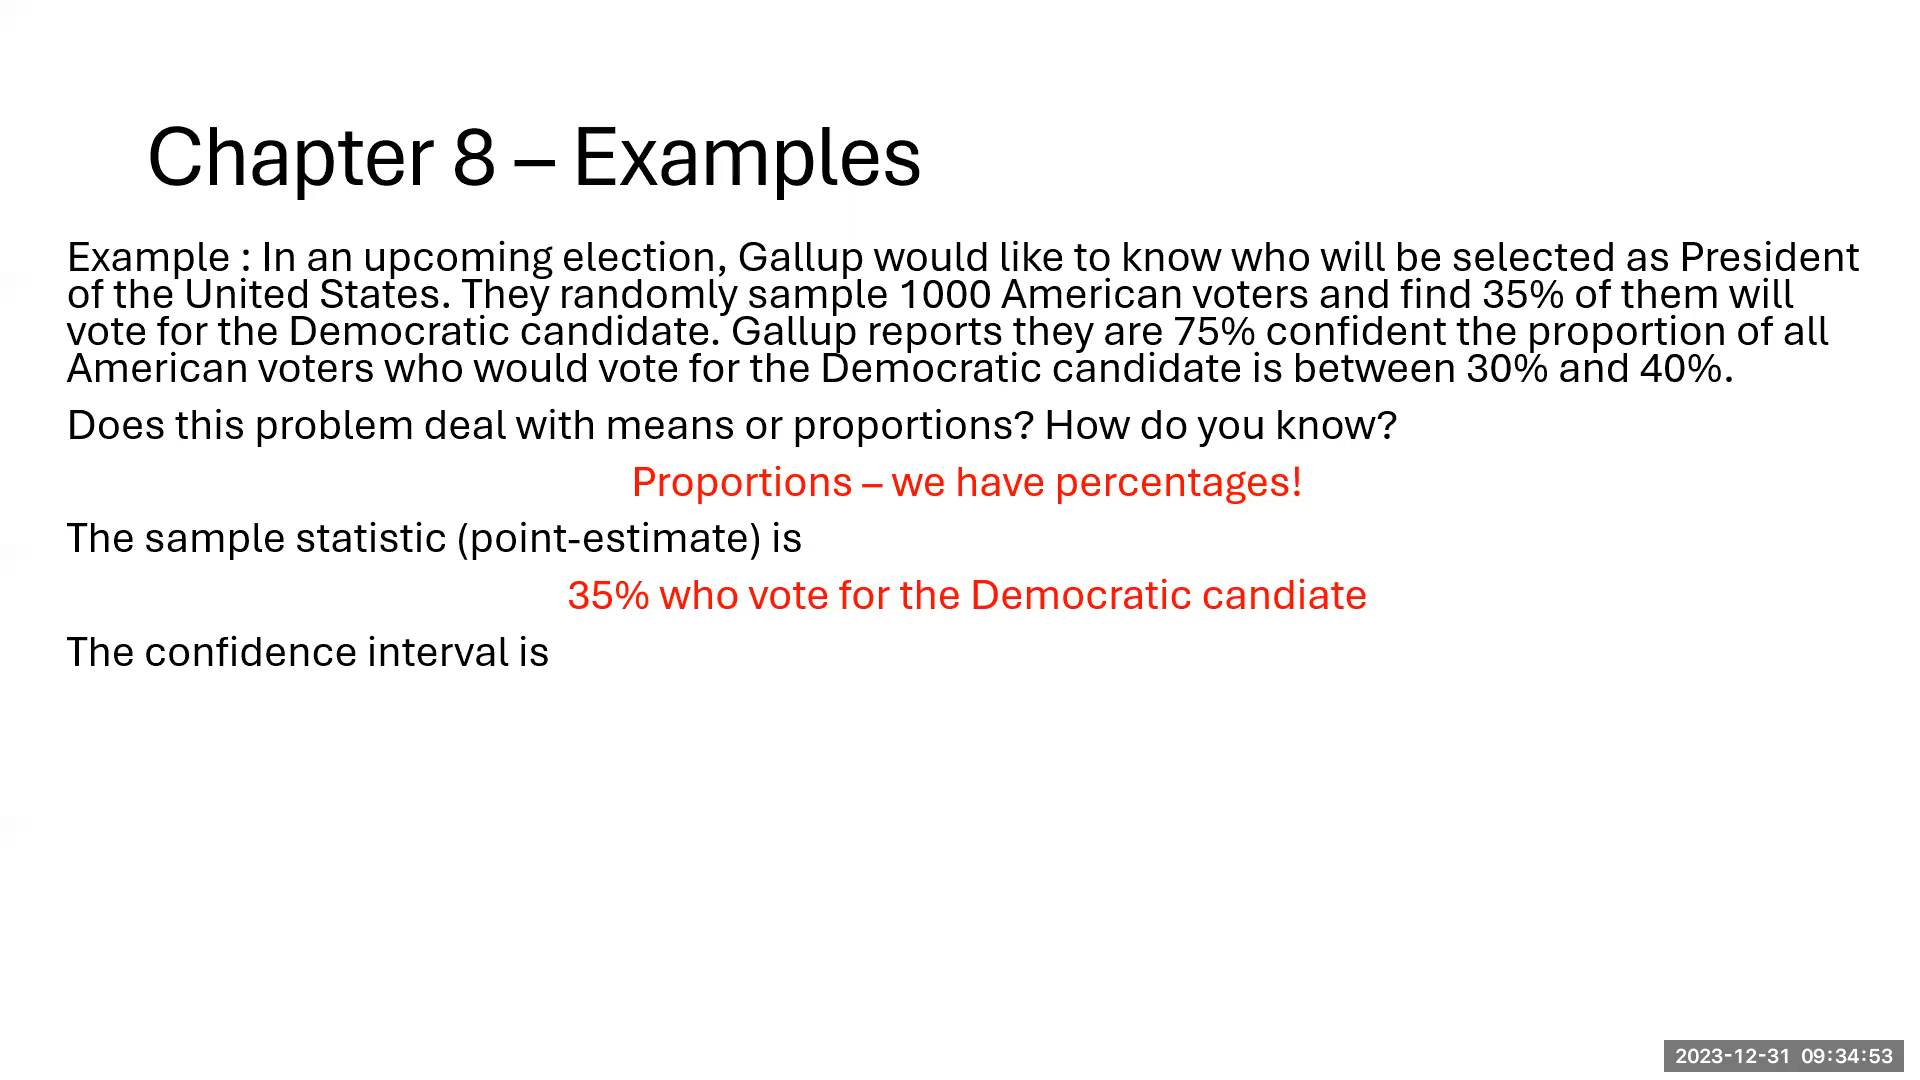 Chapter 8 – Examples
Example : In an upcoming election, Gallup would like to know who will be selected as President
of the United States. They randomly sample 1000 American voters and find 35% of them will
vote for the Democratic candidate. Gallup reports they are 75% confident the proportion of all
American voters who would vote for the Democratic candidate is between 30% and 40%.
Does this problem deal with means or proportions? How do you know?
Proportions – we have percentages!
The sample statistic (point-estimate) is
35% who vote for the Democratic candiate
The confidence interval is
2023-12-31 09:34:53